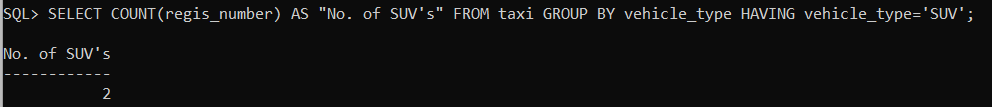 SQL> SELECT COUNT(regis_number) AS "No. of SUV's" FROM taxi GROUP BY vehicle_type HAVING vehicle_type='SUV';
No. of SUV's
------------
2